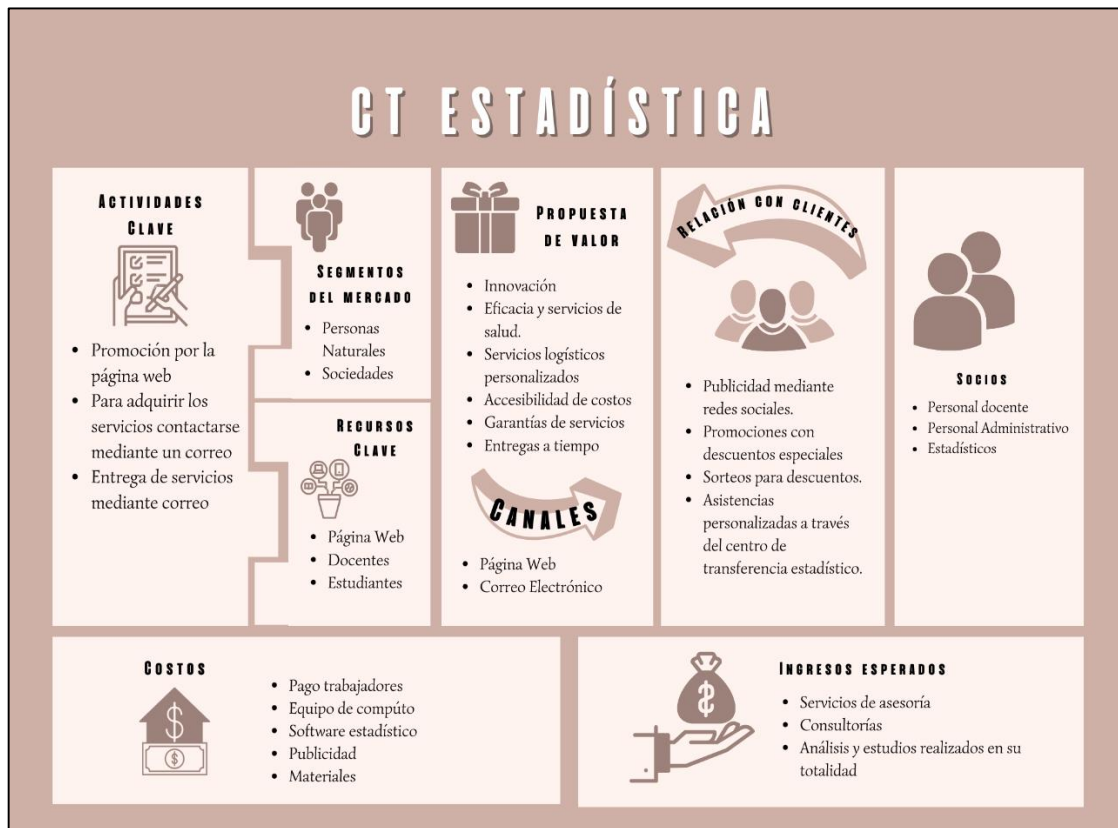 CT ESTADÍSTICA
ACTIVIDADES
CLAVE
• Promoción por la
página web
• Para adquirir los
servicios contactarse
mediante un correo
• Entrega de servicios
mediante correo
SEGMENTOS
DEL MERCADO
• Personas
Naturales
• Sociedades
RECURSOS
CLAVE
• Página Web
• Docentes
• Estudiantes
PROPUESTA
DE VALOR
• Innovación
• Eficacia y servicios de
salud.
• Servicios logísticos
personalizados
• Accesibilidad de costos
• Garantías de servicios
• Entregas a tiempo
CANALES
• Página Web
• Correo Electrónico
RELACIÓN CON CLIENTES
• Publicidad mediante
redes sociales.
• Promociones con
descuentos especiales
• Sorteos para descuentos.
• Asistencias
personalizadas a través
del centro de
transferencia estadístico.
SOCIOS
• Personal docente
• Personal Administrativo
• Estadísticos
COSTOS
• Pago trabajadores
• Equipo de compúto
• Software estadístico
• Publicidad
• Materiales
INGRESOS ESPERADOS
• Servicios de asesoría
• Consultorías
• Análisis y estudios realizados en su
totalidad